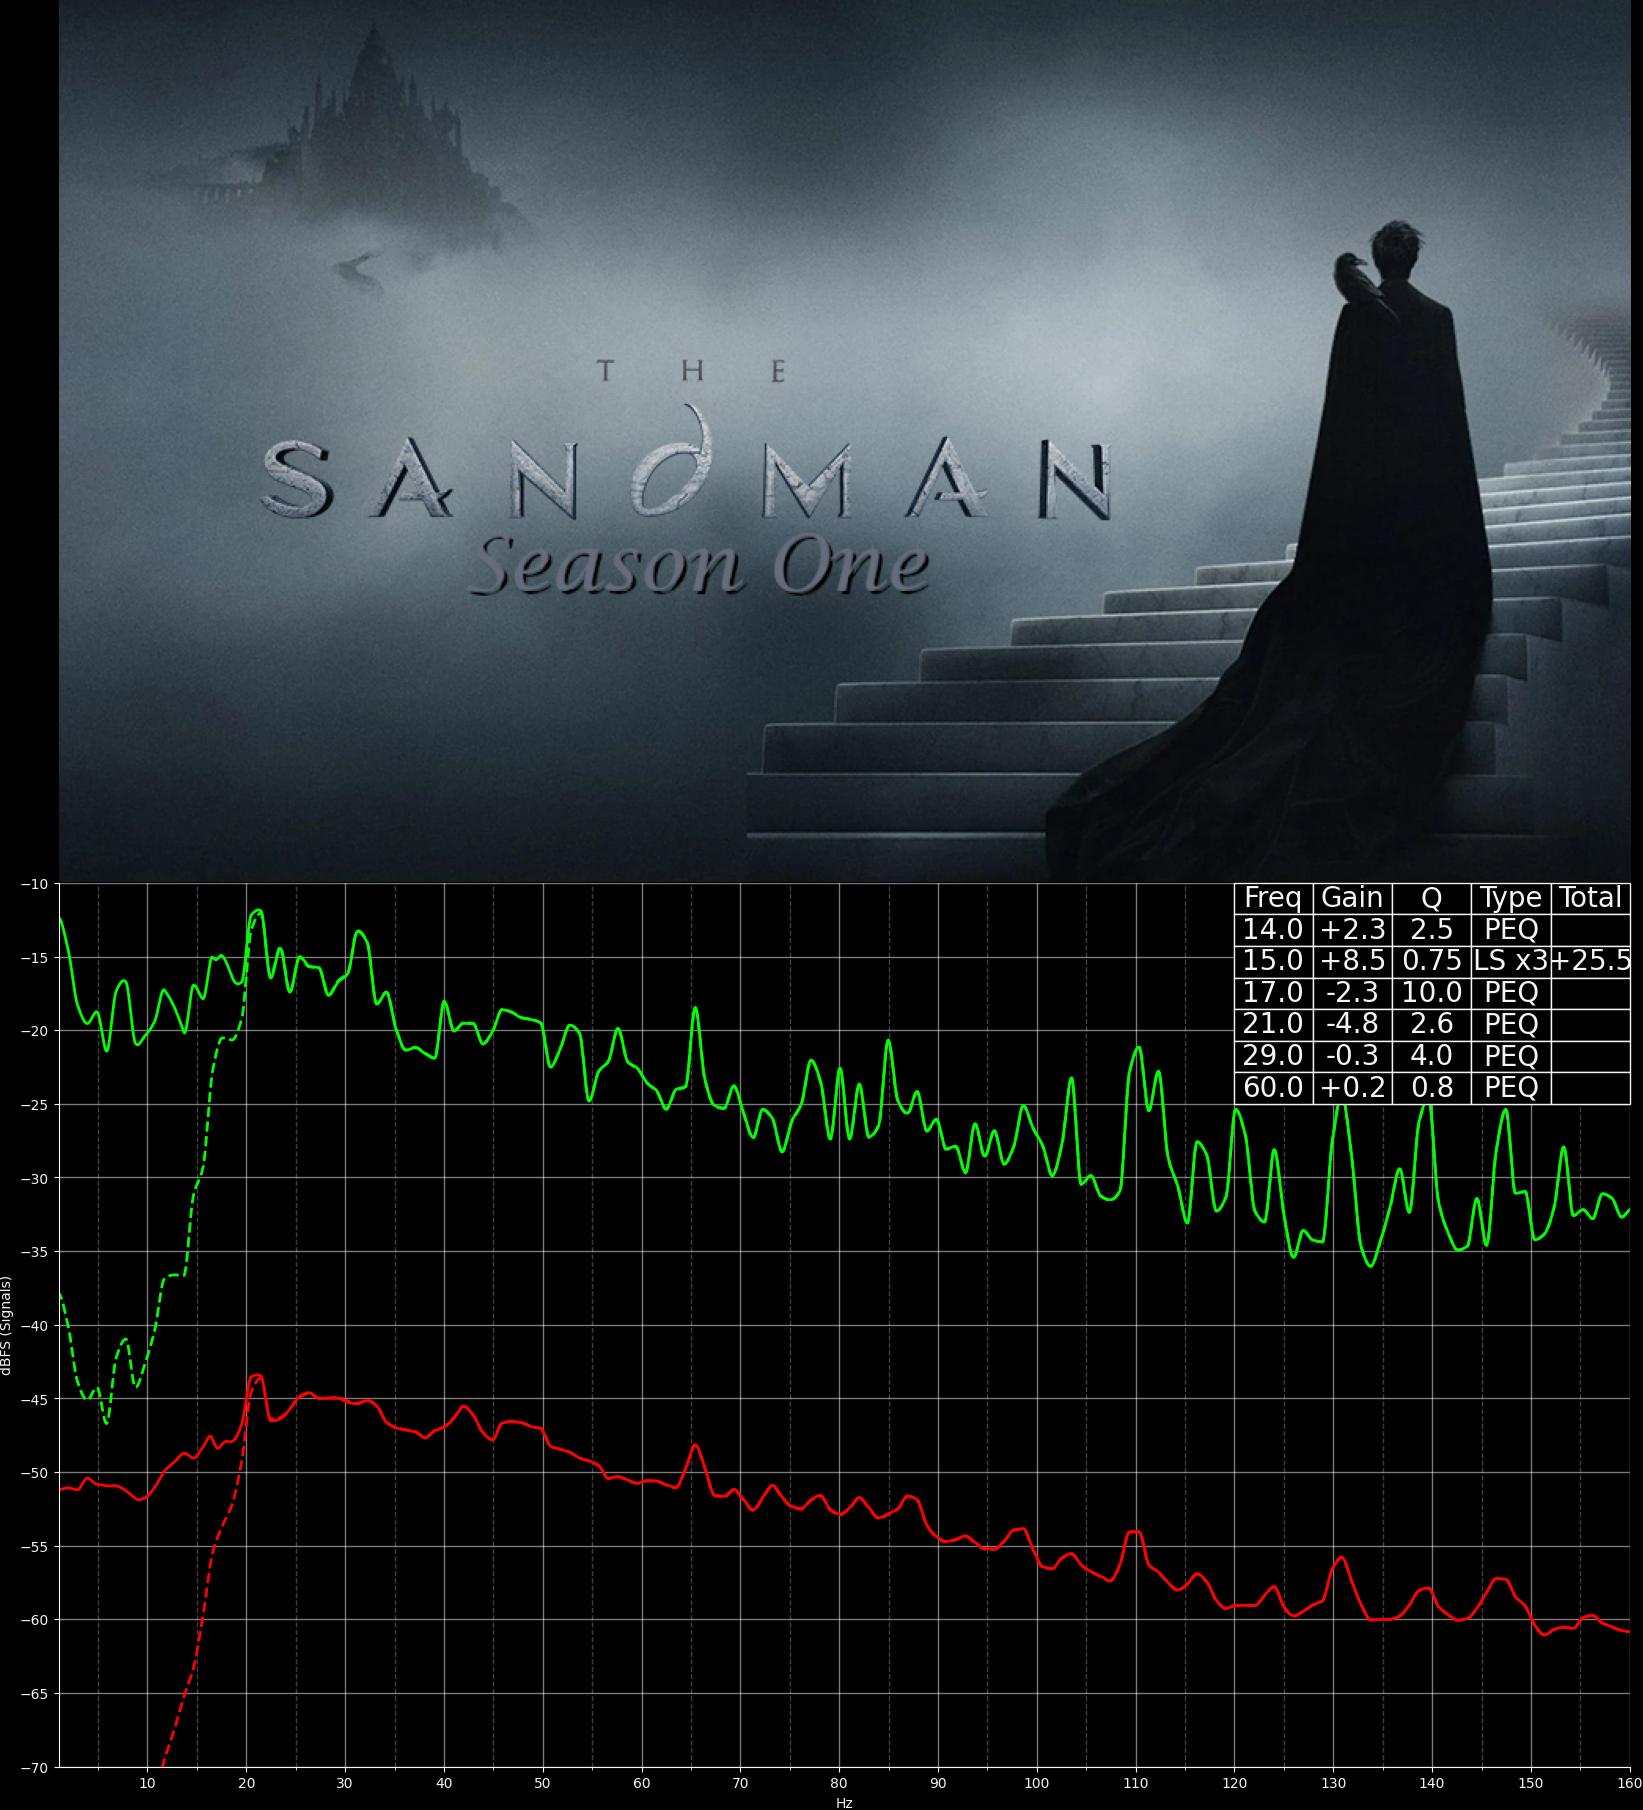 THE
SANdMAN
Season One
Freq Gain Q Type Total
14.0 +2.3 2.5 PEQ
15.0 +8.5 0.75 LS x3 +25.5
17.0 -2.3 10.0 PEQ
21.0 -4.8 2.6 PEQ
29.0 -0.3 4.0 PEQ
60.0 +0.2 0.8 PEQ
−10
−15
−20
−25
−30
−35
−40
−45
−50
−55
−60
−65
−70
dBFS (Signals)
10 20 30 40 50 60 70 80 90 100 110 120 130 140 150 160
Hz